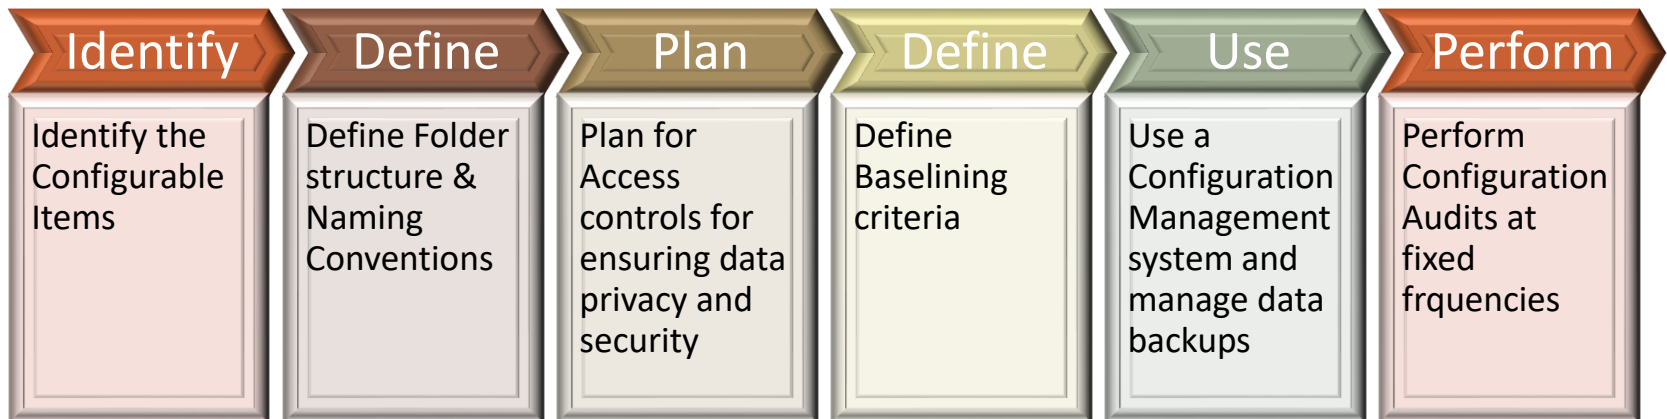 Identify
Define
Plan
Define
Use
Perform
Identify the
Configurable
Items
Define Folder
structure &
Naming
Conventions
Plan for
Access
controls for
ensuring data
privacy and
security
Define
Baselining
criteria
Use a
Configuration
Management
system and
manage data
backups
Perform
Configuration
Audits at
fixed
frquencies